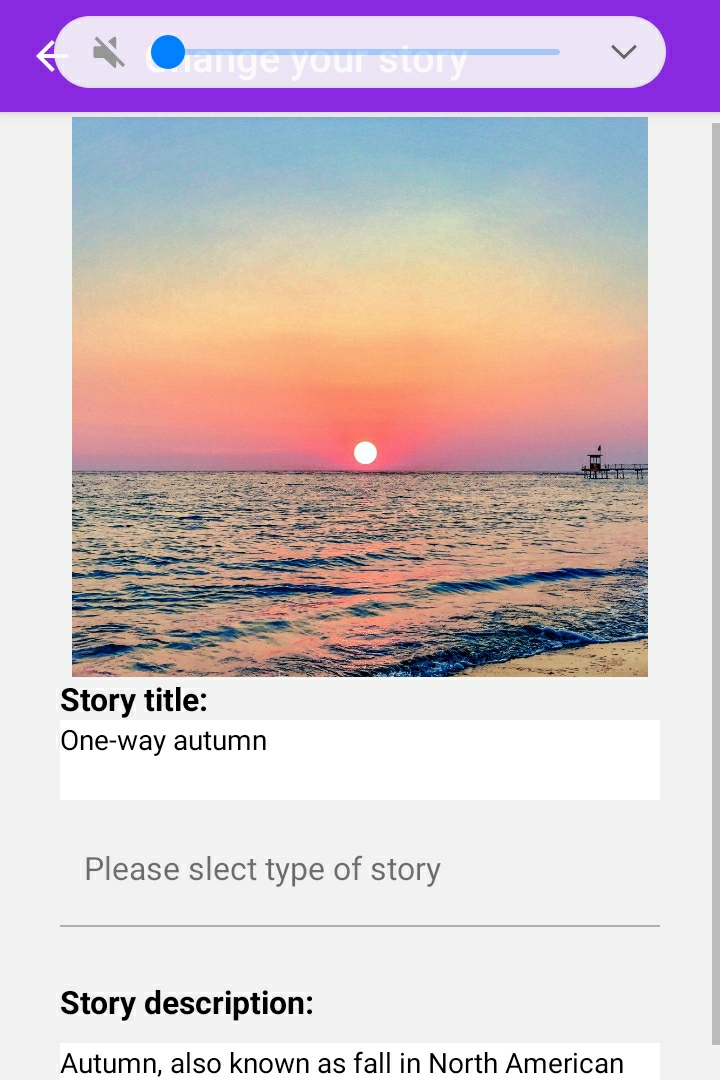 Change your story
Story title:
One-way autumn
Please slect type of story
Story description:
Autumn, also known as fall in North American